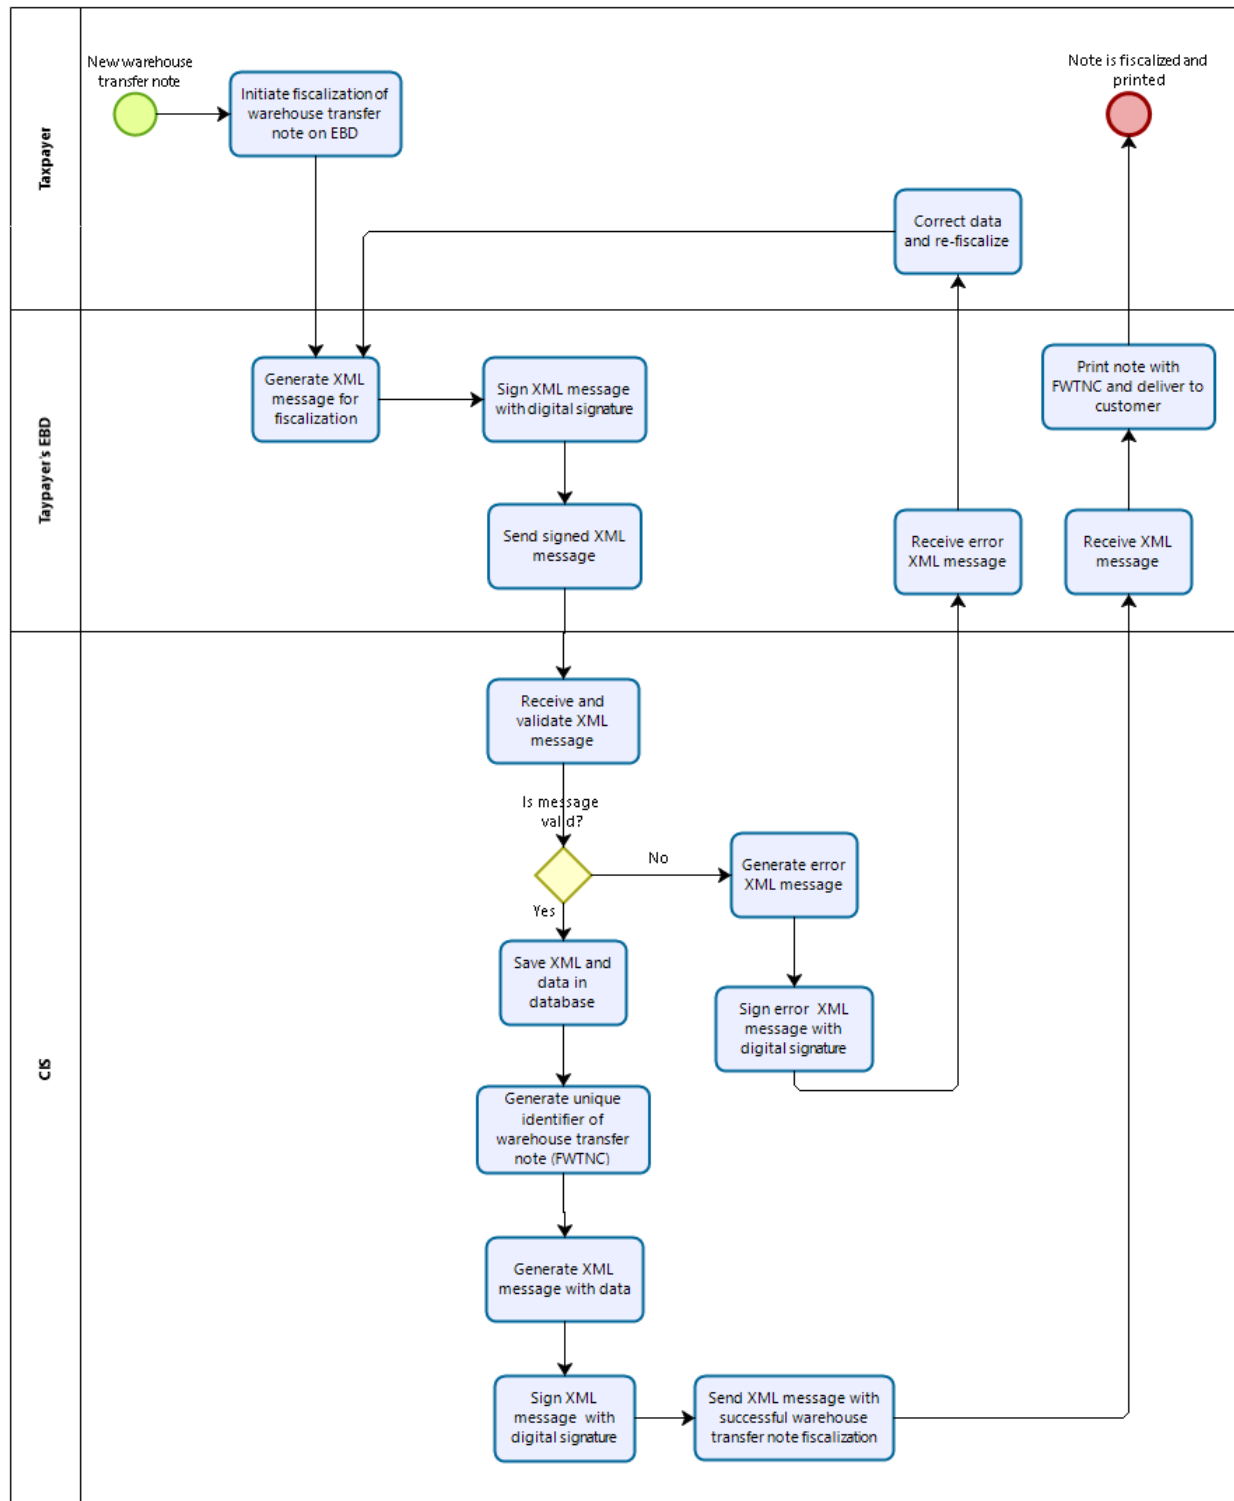 Taxpayer
New warehouse
transfer note
Initiate fiscalization of
warehouse transfer
note on EBD
Note is fiscalized and
printed
Correct data
and re-fiscalize
Taypayer's EBD
Generate XML
message for
fiscalization
Sign XML message
with digital signature
Print note with
FWTNC and deliver to
customer
Send signed XML
message
Receive error
XML message
Receive XML
message
CIS
Receive and
validate XML
message
Is message
valid?
No
Yes
Generate error
XML message
Save XML and
data in
database
Sign error XML
message with
digital signature
Generate unique
identifier of
warehouse transfer
note (FWTNC)
Generate XML
message with data
Sign XML
message with
digital signature
Send XML message with
successful warehouse
transfer note fiscalization